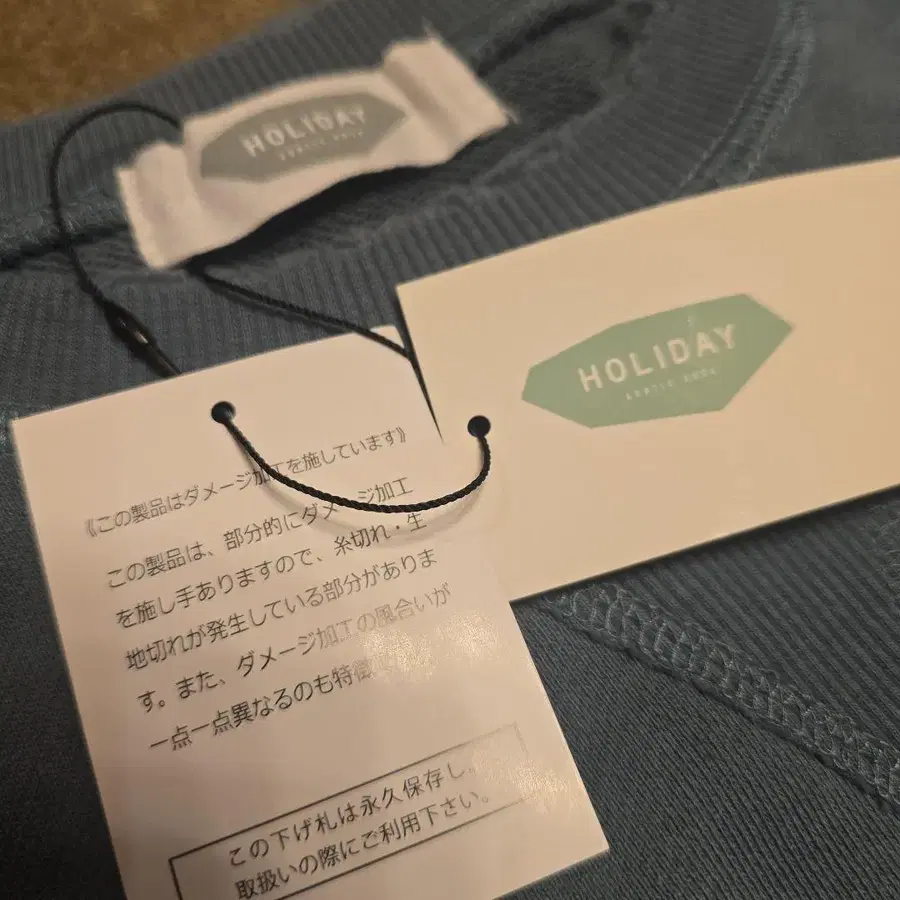 HOLIDAY
HOLIDAY
《この製品はダメージ加工を施しています》
この製品は、部分的にダメージ加工
を施し手ありますので、糸切れ・生
地切れが発生している部分がありま
す。また、ダメージ加工の風合いが
一点一点異なるのも特徴
この下げ札は永久保存し
取扱いの際にご利用下さい。